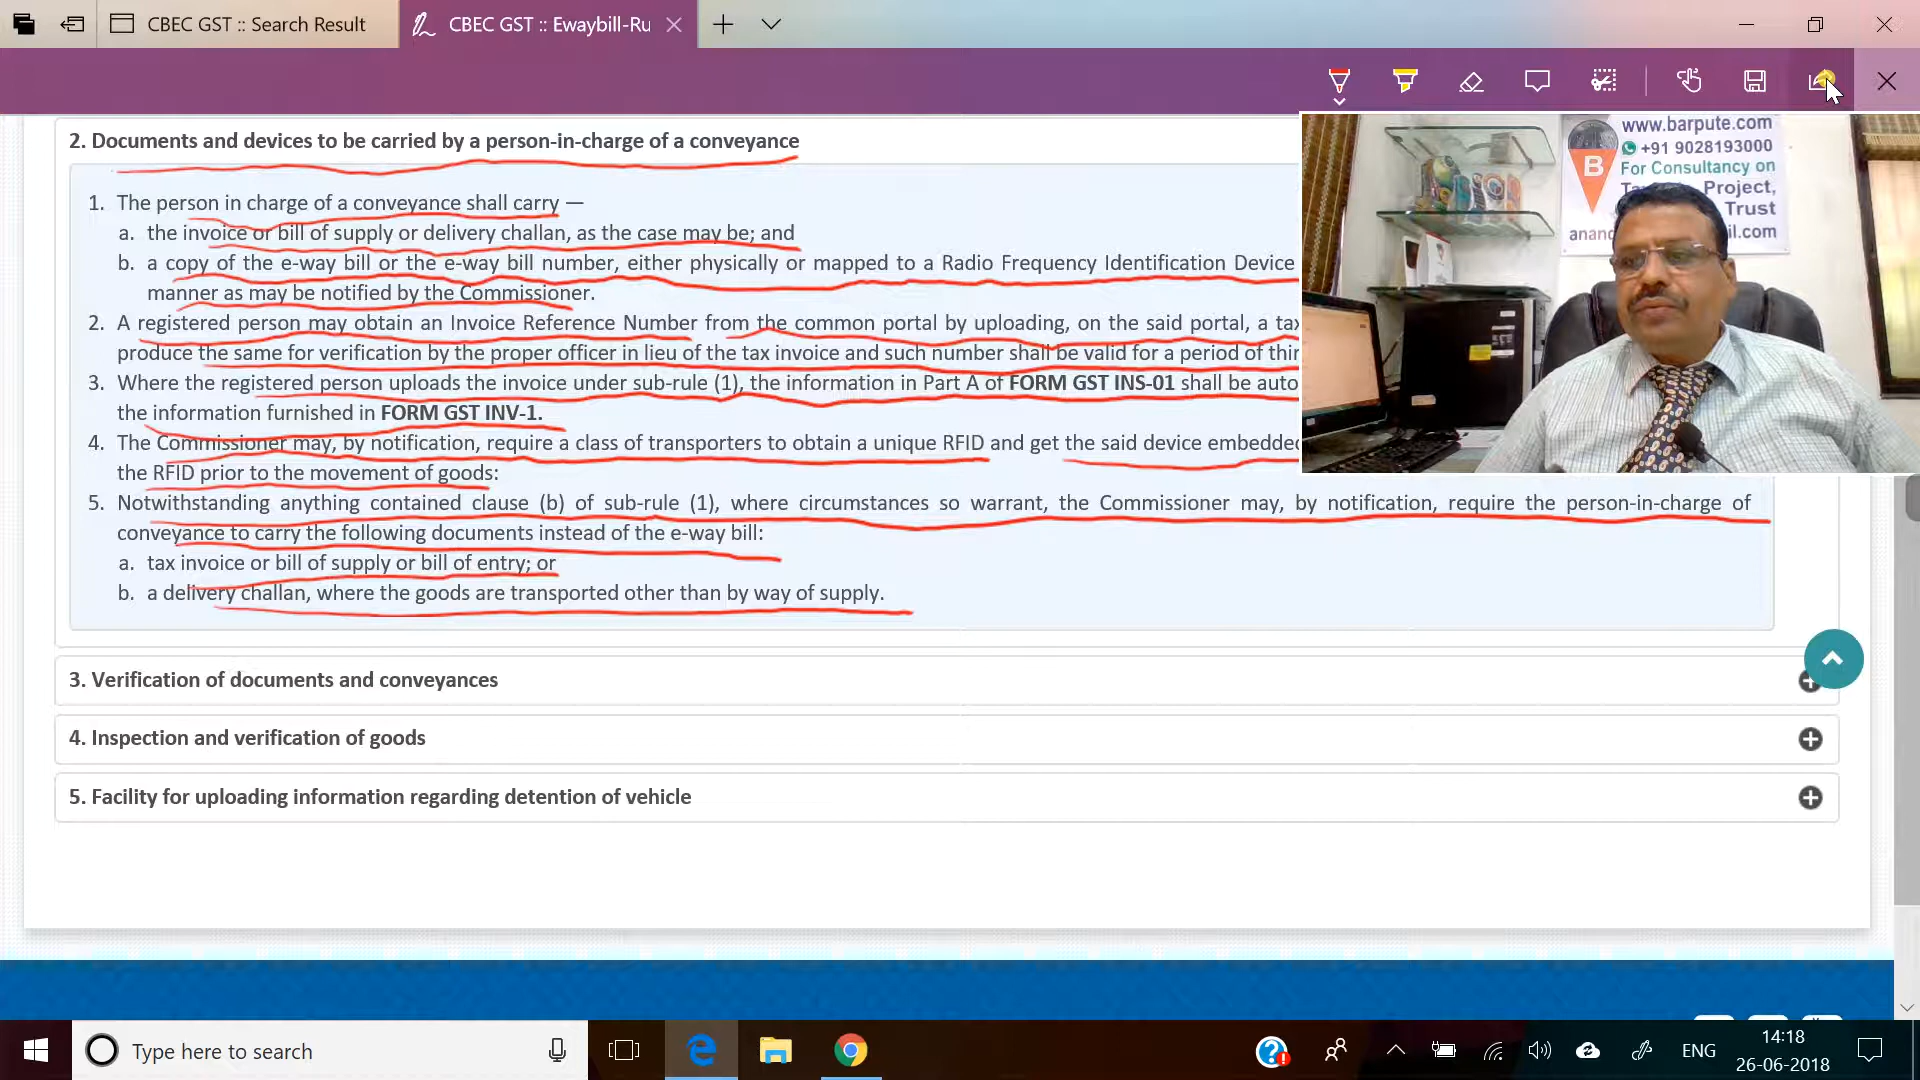 CBEC GST :: Search Result
CBEC GST :: Ewaybill-Ru
2. Documents and devices to be carried by a person-in-charge of a conveyance
1. The person in charge of a conveyance shall carry —
a. the invoice or bill of supply or delivery challan, as the case may be; and
b. a copy of the e-way bill or the e-way bill number, either physically or mapped to a Radio Frequency Identification Device
manner as may be notified by the Commissioner.
2. A registered person may obtain an Invoice Reference Number from the common portal by uploading, on the said portal, a tax
produce the same for verification by the proper officer in lieu of the tax invoice and such number shall be valid for a period of thir
3. Where the registered person uploads the invoice under sub-rule (1), the information in Part A of FORM GST INS-01 shall be auto
the information furnished in FORM GST INV-1.
4. The Commissioner may, by notification, require a class of transporters to obtain a unique RFID and get the said device embedded
the RFID prior to the movement of goods:
5. Notwithstanding anything contained clause (b) of sub-rule (1), where circumstances so warrant, the Commissioner may, by notification, require the person-in-charge of
conveyance to carry the following documents instead of the e-way bill:
a. tax invoice or bill of supply or bill of entry; or
b. a delivery challan, where the goods are transported other than by way of supply.
3. Verification of documents and conveyances
4. Inspection and verification of goods
5. Facility for uploading information regarding detention of vehicle
www.barpute.com
+91 9028193000
For Consultancy on
Project,
Trust
anand
il.com
B
Type here to search
ENG
14:18
26-06-2018